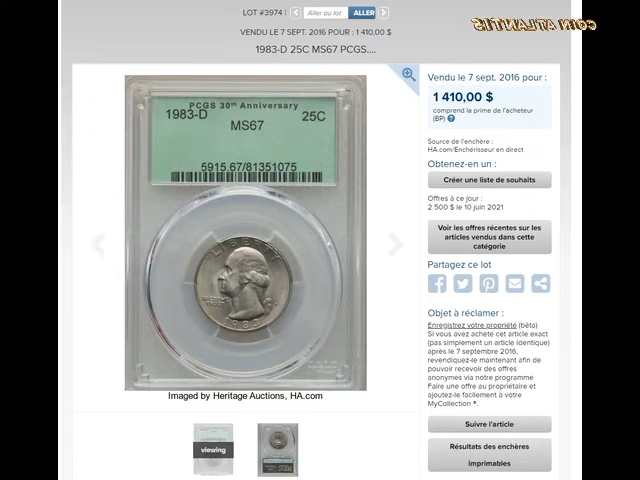 LOT #3974 | Aller au lot ALLER
COIN ATLANTIS
VENDU LE 7 SEPT. 2016 POUR : 1 410,00 $
1983-D 25C MS67 PCGS....
PCGS 30th Anniversary
1983-D 25C
MS67
5915.67/81351075
LIBERTY
1983
Imaged by Heritage Auctions, HA.com
viewing
Vendu le 7 sept. 2016 pour :
1 410,00 $
comprend la prime de l'acheteur
(BP) ?
Source de l'enchère :
HA.com/Enchérisseur en direct
Obtenez-en un :
Créer une liste de souhaits
Offres à ce jour :
2 500 $ le 10 juin 2021
Voir les offres récentes sur les
articles vendus dans cette
catégorie
Partagez ce lot
Objet à réclamer :
Enregistrez votre propriété (bêta)
Si vous avez acheté cet article exact
(pas simplement un article identique)
après le 7 septembre 2016,
revendiquez-le maintenant afin de
pouvoir recevoir des offres
anonymes via notre programme
Faire une offre au propriétaire et
ajoutez-le facilement à votre
MyCollection ®.
Suivre l'article
Résultats des enchères
imprimables